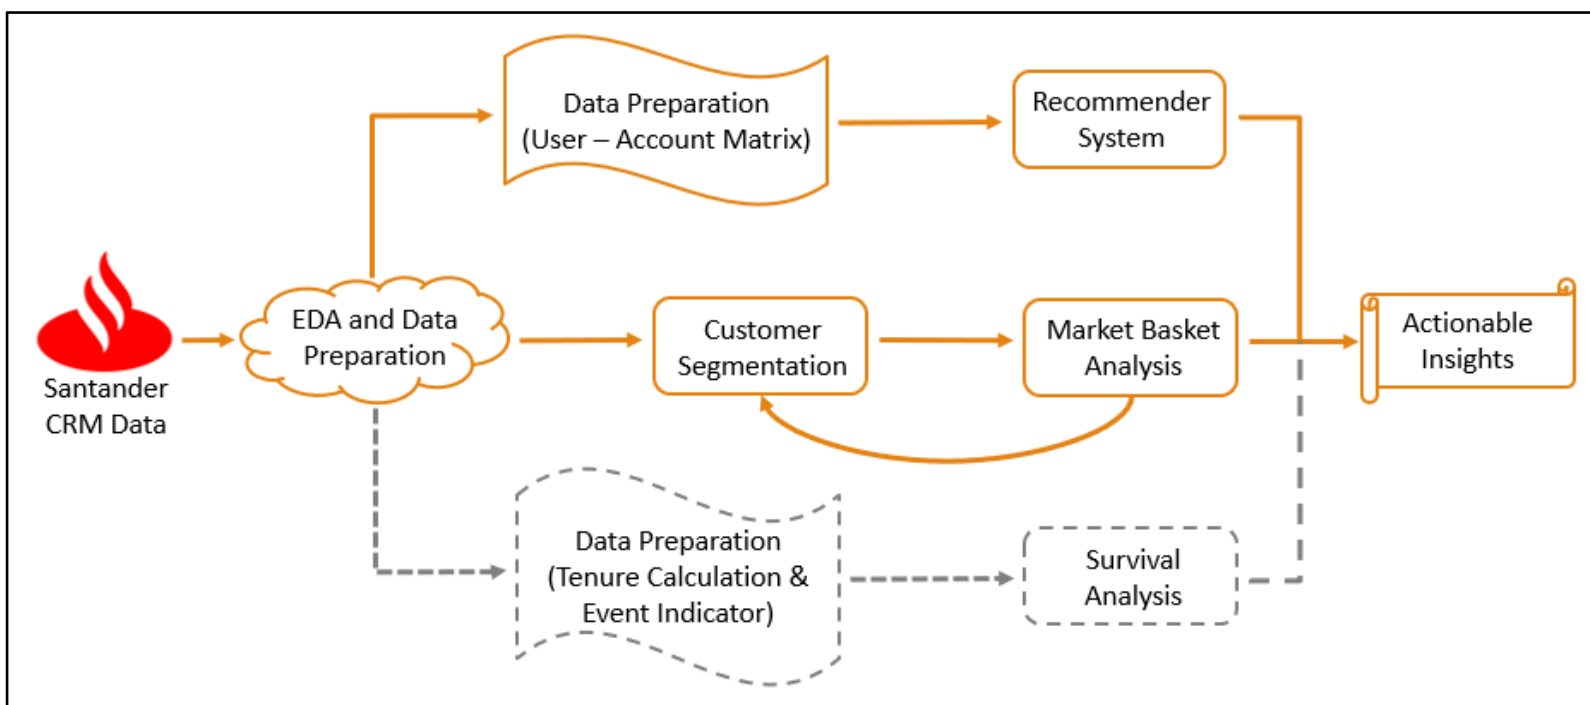 Data Preparation
(User – Account Matrix)
Recommender
System
Santander
CRM Data
EDA and Data
Preparation
Customer
Segmentation
Market Basket
Analysis
Actionable
Insights
Data Preparation
(Tenure Calculation &
Event Indicator)
Survival
Analysis